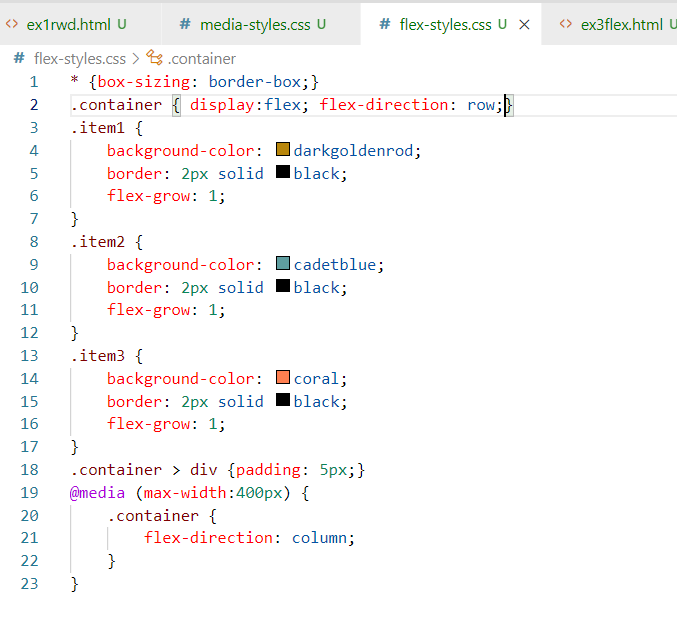 <> ex1rwd.html U # media-styles.css U # flex-styles.css U × <> ex3flex.html U
# flex-styles.css > .container
1 * {box-sizing: border-box;}
2 .container { display:flex; flex-direction: row;}
3 .item1 {
4     background-color: darkgoldenrod;
5     border: 2px solid black;
6     flex-grow: 1;
7 }
8 .item2 {
9     background-color: cadetblue;
10     border: 2px solid black;
11     flex-grow: 1;
12 }
13 .item3 {
14     background-color: coral;
15     border: 2px solid black;
16     flex-grow: 1;
17 }
18 .container > div {padding: 5px;}
19 @media (max-width:400px) {
20     .container {
21         flex-direction: column;
22     }
23 }